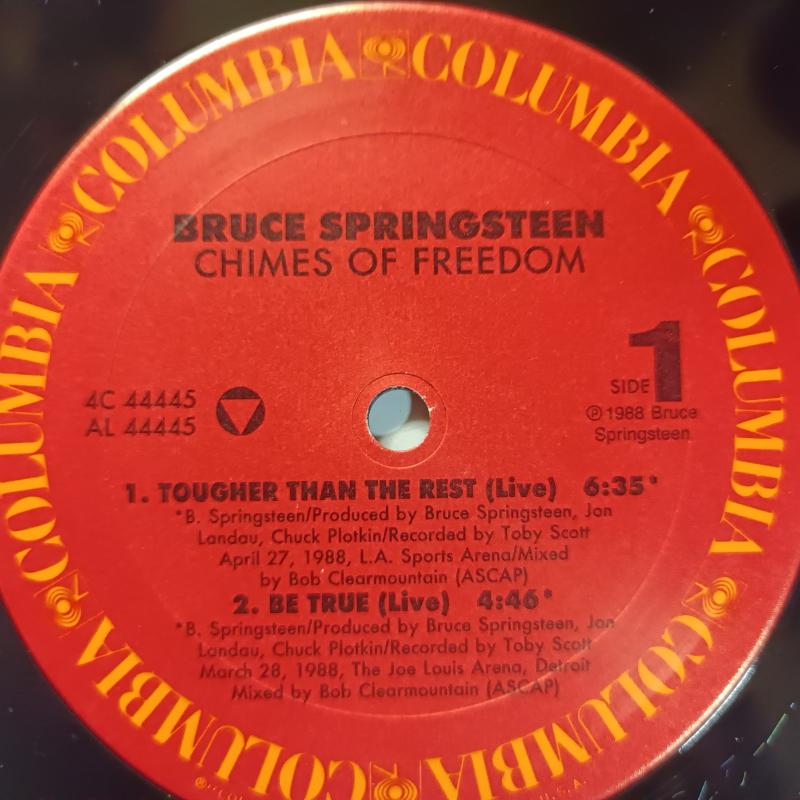 COLUMBIA COLUMBIA COLUMBIA COLUMBIA COLUMBIA COLUMBIA COLUMBIA COLUMBIA
BRUCE SPRINGSTEEN
CHIMES OF FREEDOM
4C 44445
AL 44445
SIDE 1
℗ 1988 Bruce
Springsteen
1. TOUGHER THAN THE REST (Live) 6:35*
*B. Springsteen/Produced by Bruce Springsteen, Jon
Landau, Chuck Plotkin/Recorded by Toby Scott
April 27, 1988, L.A. Sports Arena/Mixed
by Bob Clearmountain (ASCAP)
2. BE TRUE (Live) 4:46*
*B. Springsteen/Produced by Bruce Springsteen, Jon
Landau, Chuck Plotkin/Recorded by Toby Scott
March 28, 1988, The Joe Louis Arena, Detroit
Mixed by Bob Clearmountain (ASCAP)